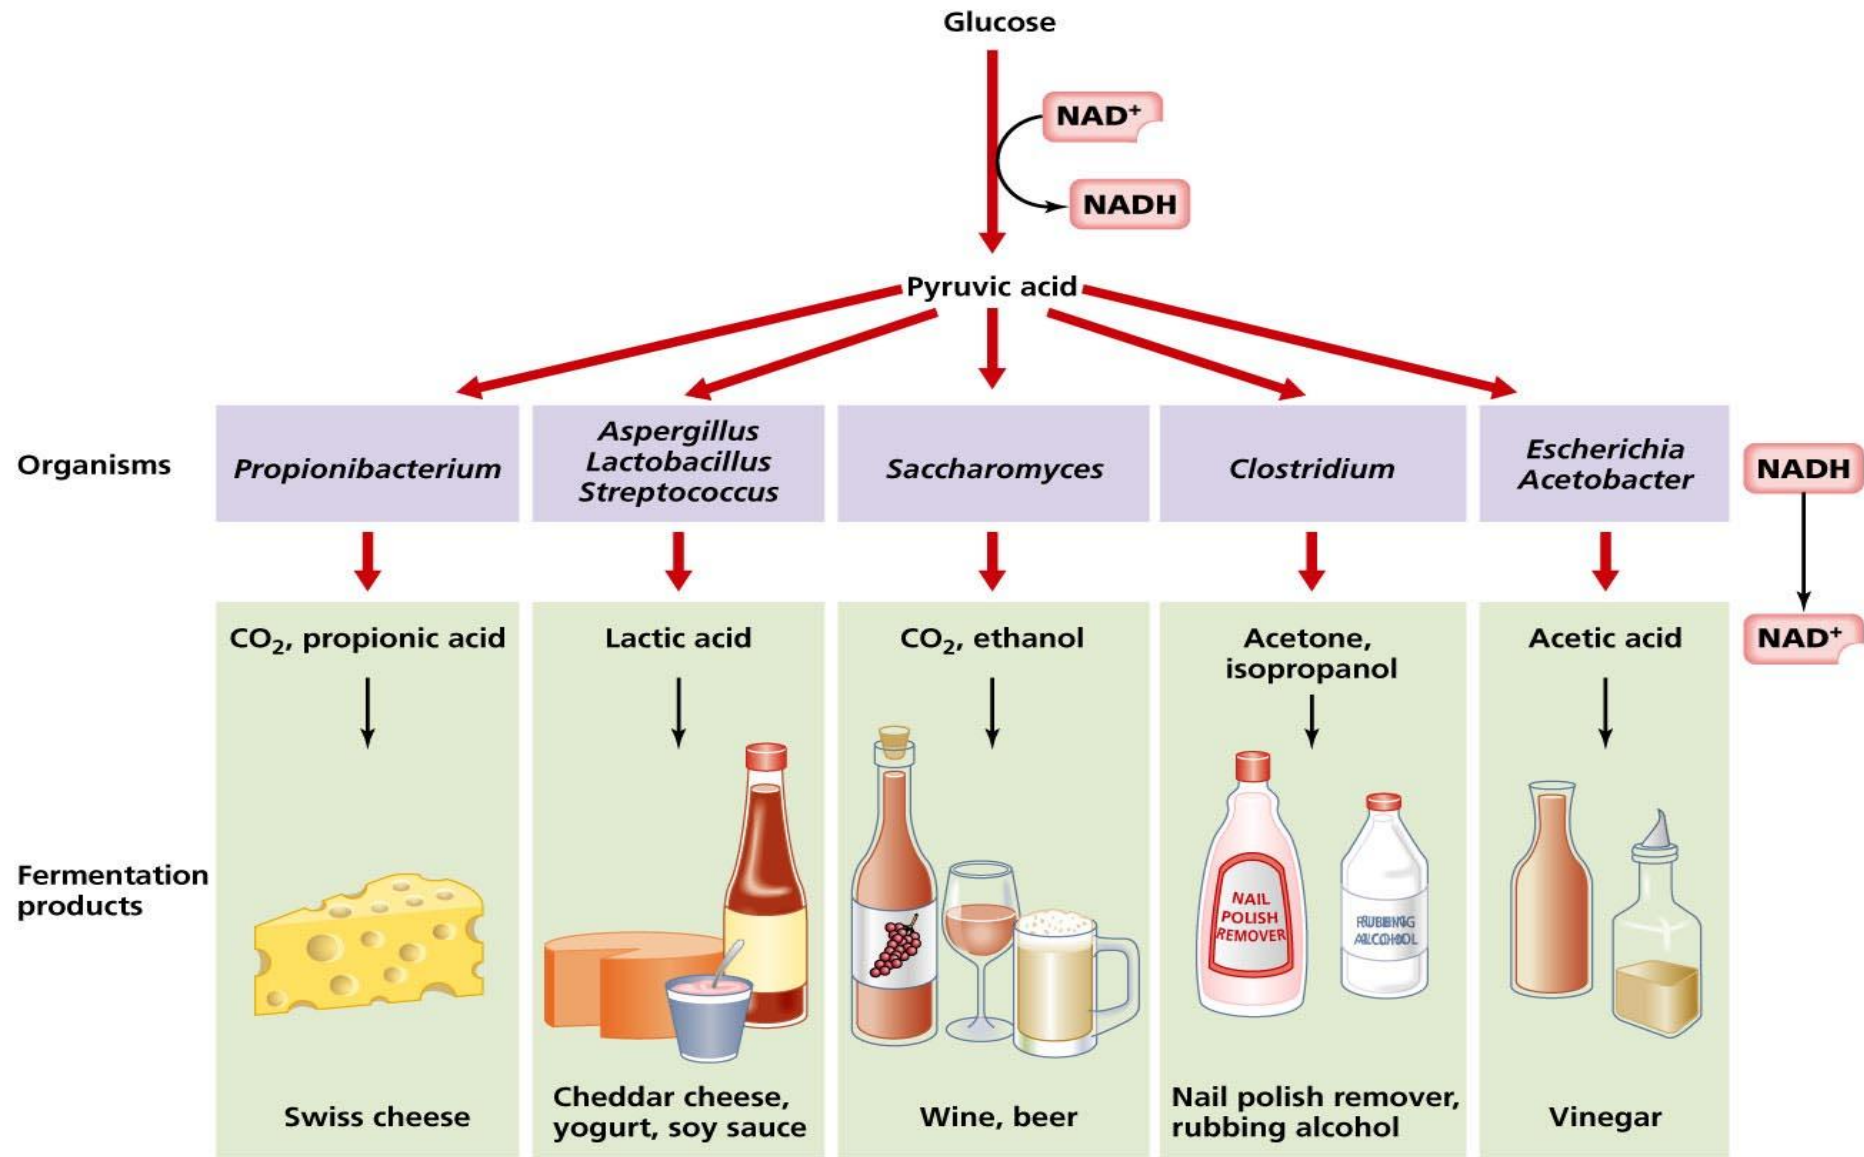 Glucose
NAD⁺
NADH
Pyruvic acid
Organisms
Propionibacterium
Aspergillus
Lactobacillus
Streptococcus
Saccharomyces
Clostridium
Escherichia
Acetobacter
NADH
CO₂, propionic acid
Lactic acid
CO₂, ethanol
Acetone,
isopropanol
Acetic acid
NAD⁺
Fermentation
products
NAIL
POLISH
REMOVER
RUBBING
ALCOHOL
Swiss cheese
Cheddar cheese,
yogurt, soy sauce
Wine, beer
Nail polish remover,
rubbing alcohol
Vinegar